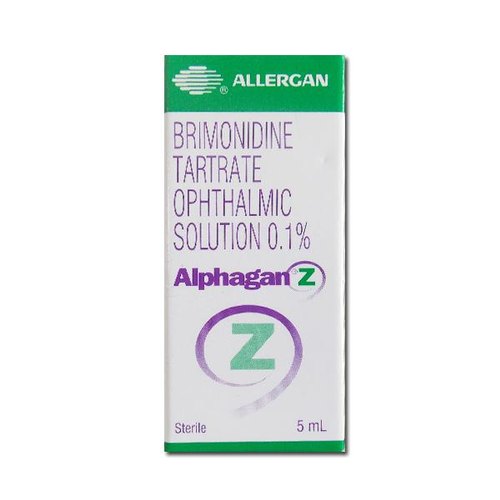 ® ALLERGAN
BRIMONIDINE
TARTRATE
OPHTHALMIC
SOLUTION 0.1%
Alphagan Z
Z
Sterile 5 mL